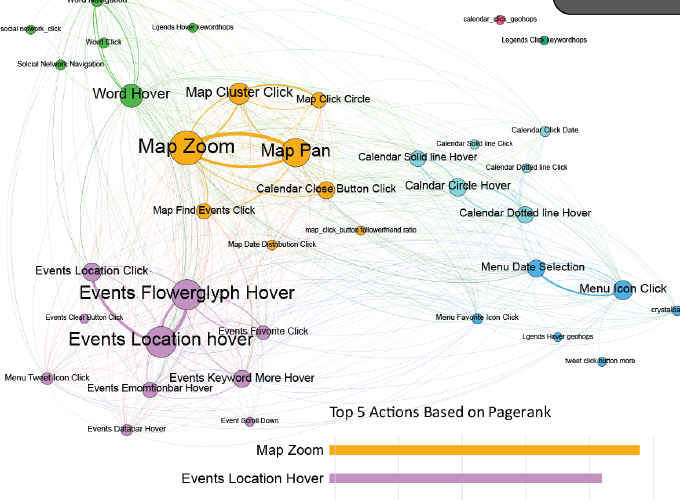 Word Navigation
calendar_click_geohops
social network_click
Lgends Hover kewordhops
Word Click
Legends Click keywordhops
Solcial Network Navigation
Word Hover
Map Cluster Click
Map Click Circle
Calendar Click Date
Map Zoom
Map Pan
Calendar Soid line Click
Calendar Solid line Hover
Calendar Dotted line Click
Calendar Close Button Click
Calndar Circle Hover
Map Find Events Click
Calendar Dotted line Hover
map_click_button followerfriend ratio
Map Date Distribution Click
Events Location Click
Menu Date Selection
Events Flowerglyph Hover
Menu Icon Click
Events Clear Button Click
Menu Favorite Icon Click
Events Location hover
Events Favorite Click
Lgends Hover geohops
tweet click button more
Menu Tweet Icon Click
Events Keyword More Hover
Events Emomtionbar Hover
Events Databar Hover
Event Scroll Down
Top 5 Actions Based on Pagerank
Map Zoom
Events Location Hover